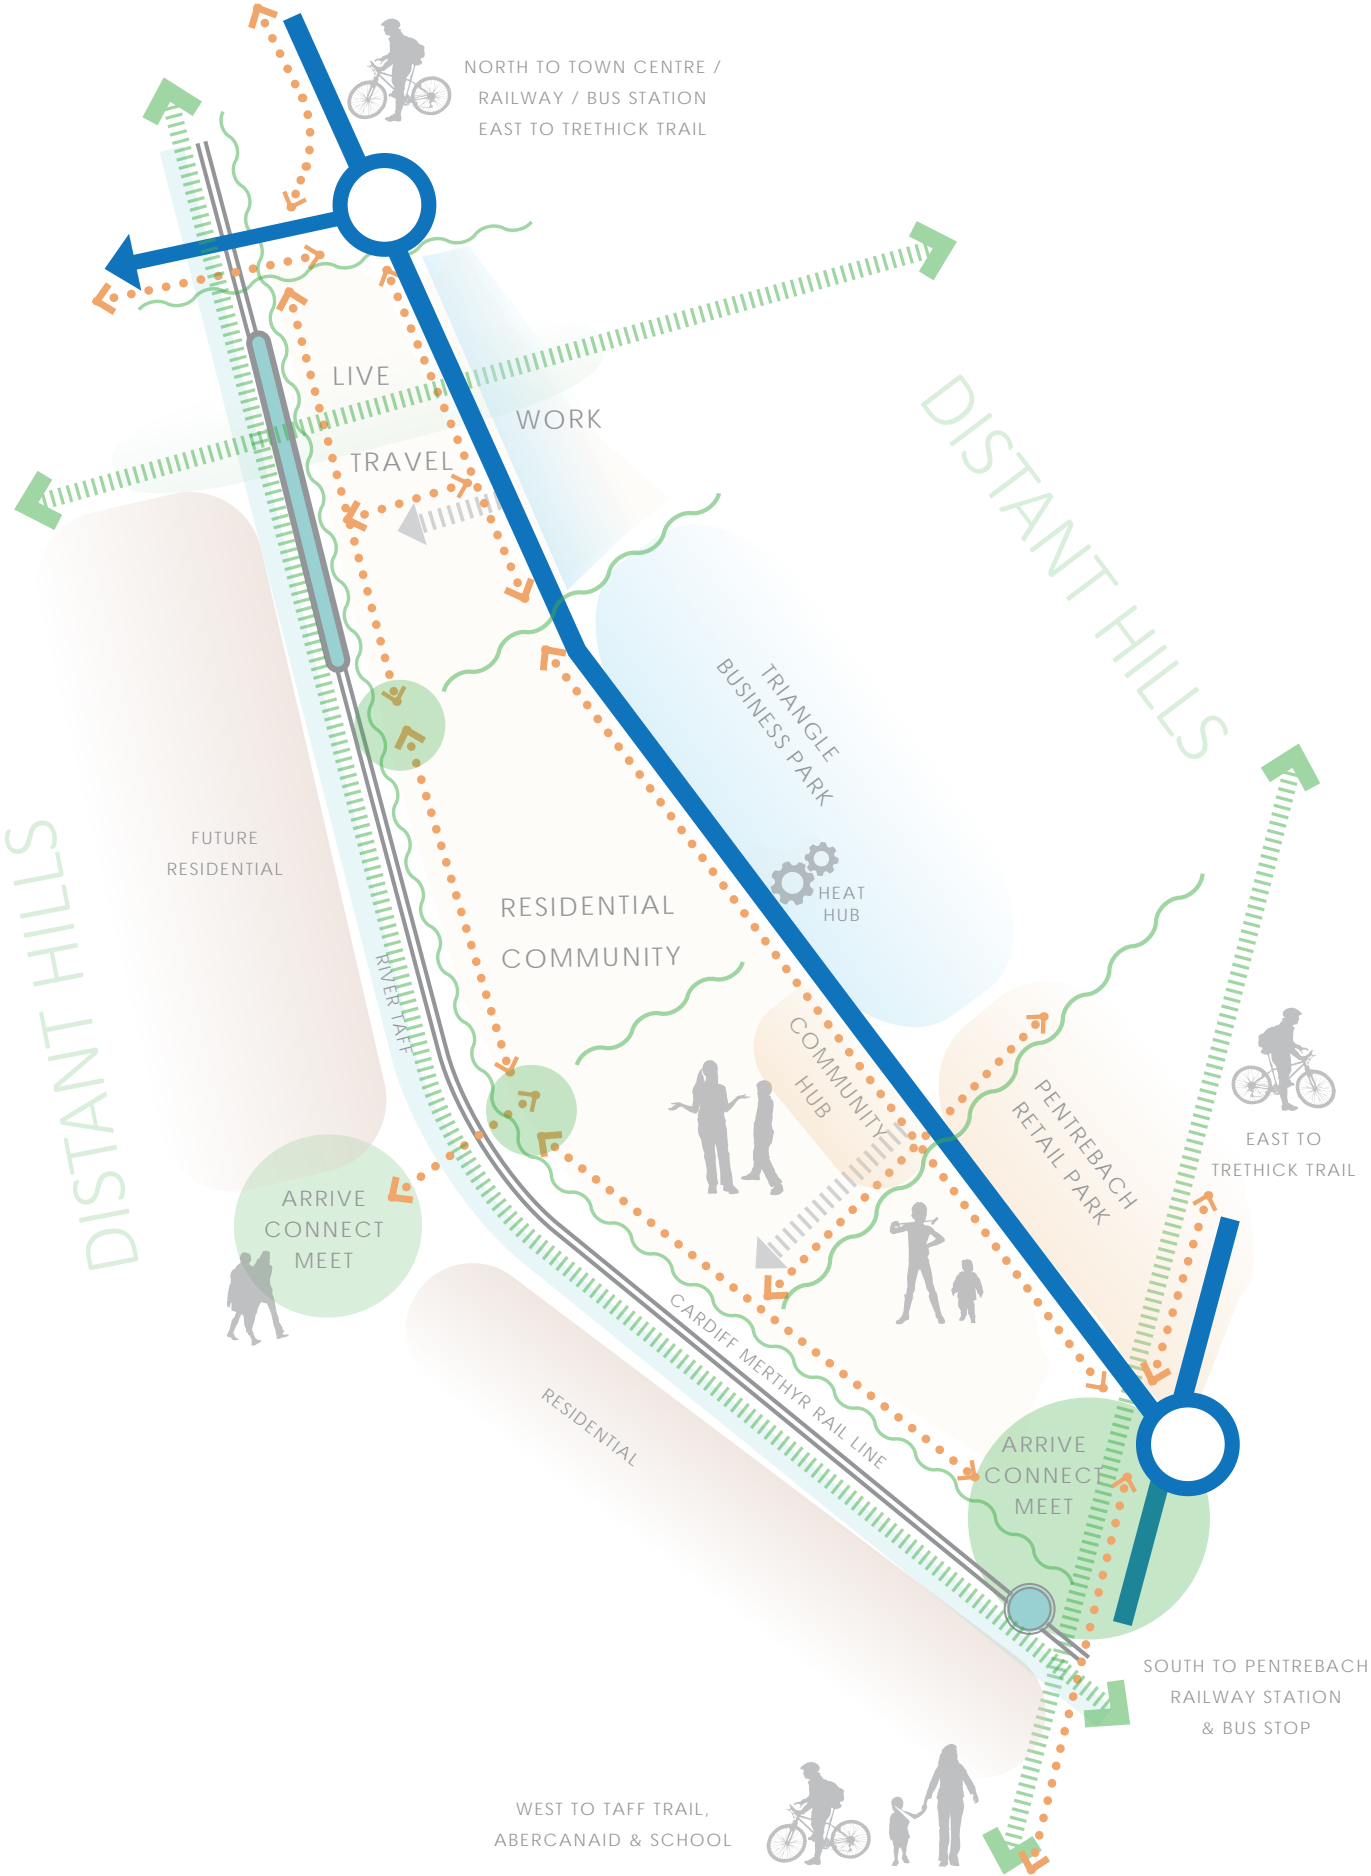 NORTH TO TOWN CENTRE /
RAILWAY / BUS STATION
EAST TO TRETHICK TRAIL
LIVE
WORK
TRAVEL
DISTANT HILLS
TRIANGLE
BUSINESS PARK
FUTURE
RESIDENTIAL
HEAT
HUB
RESIDENTIAL
COMMUNITY
DISTANT HILLS
RIVER TAFF
COMMUNITY
HUB
PENTREBACH
RETAIL PARK
EAST TO
TRETHICK TRAIL
ARRIVE
CONNECT
MEET
CARDIFF MERTHYR RAIL LINE
RESIDENTIAL
ARRIVE
CONNECT
MEET
SOUTH TO PENTREBACH
RAILWAY STATION
& BUS STOP
WEST TO TAFF TRAIL,
ABERCANAID & SCHOOL